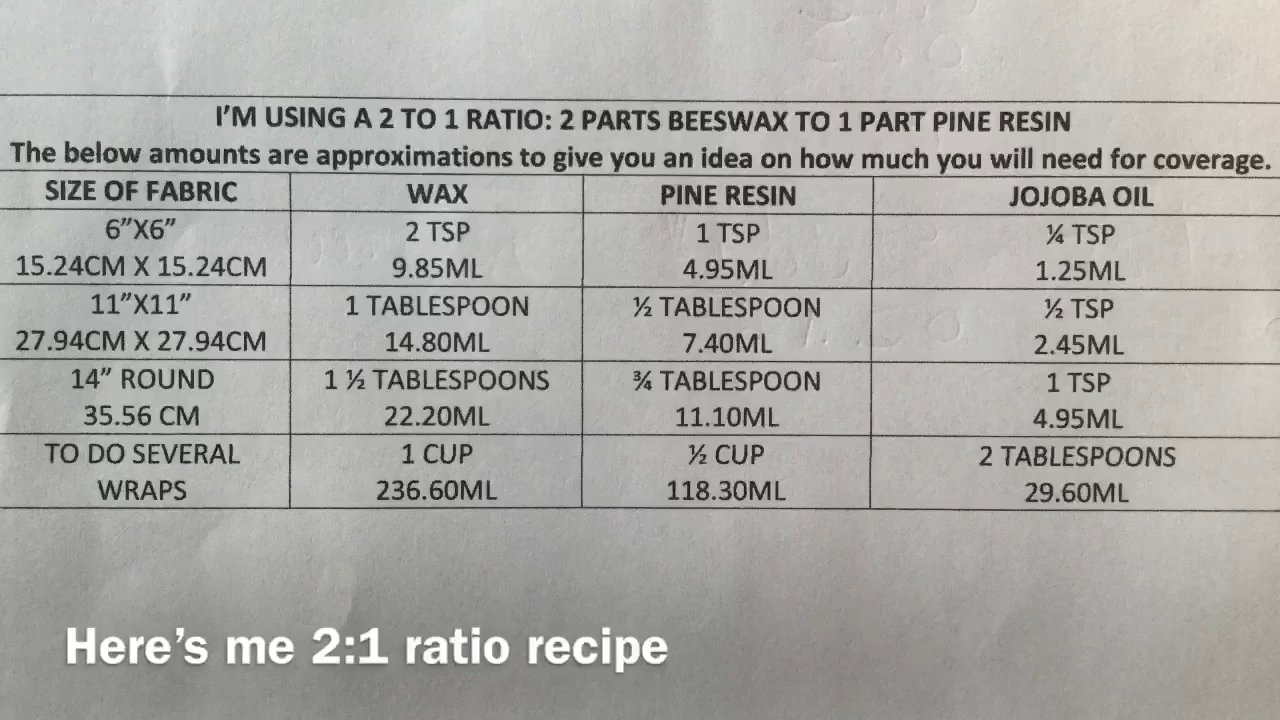 I'M USING A 2 TO 1 RATIO: 2 PARTS BEESWAX TO 1 PART PINE RESIN
The below amounts are approximations to give you an idea on how much you will need for coverage.
SIZE OF FABRIC WAX PINE RESIN JOJOBA OIL
6”X6” 2 TSP 1 TSP ¼ TSP
15.24CM X 15.24CM 9.85ML 4.95ML 1.25ML
11”X11” 1 TABLESPOON ½ TABLESPOON ½ TSP
27.94CM X 27.94CM 14.80ML 7.40ML 2.45ML
14” ROUND 1 ½ TABLESPOONS ¾ TABLESPOON 1 TSP
35.56 CM 22.20ML 11.10ML 4.95ML
TO DO SEVERAL 1 CUP ½ CUP 2 TABLESPOONS
WRAPS 236.60ML 118.30ML 29.60ML
Here's me 2:1 ratio recipe